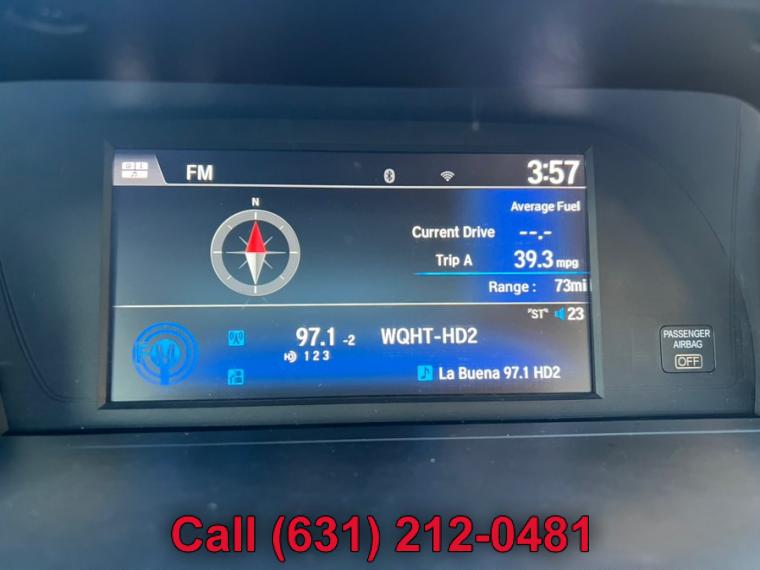 FM
3:57
N
Average Fuel
Current Drive --.-
Trip A 39.3 mpg
Range : 73mi
"ST" 23
97.1 -2 WQHT-HD2
1 2 3
La Buena 97.1 HD2
PASSENGER
AIRBAG
OFF
Call (631) 212-0481